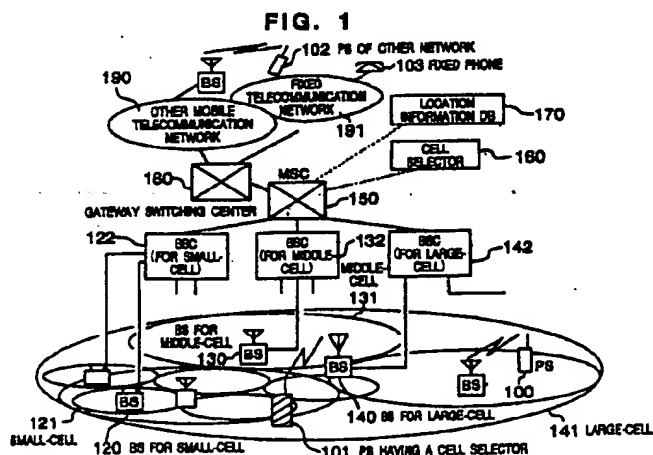 FIG. 1
102 PS OF OTHER NETWORK
103 FIXED PHONE
BS
190
FIXED
TELECOMMUNICATION
NETWORK
191
OTHER MOBILE
TELECOMMUNICATION
NETWORK
LOCATION
INFORMATION DB
170
CELL
SELECTOR
160
MSC
180
150
GATEWAY SWITCHING CENTER
122
BSC
(FOR SMALL-
CELL)
BSC
(FOR MIDDLE-
CELL)
132
BSC
(FOR LARGE-
CELL)
142
MIDDLE-
CELL
131
BS FOR
MIDDLE-CELL
130
BS
BS
BS
PS
100
121
BS
SMALL-CELL
120 BS FOR SMALL-CELL
140 BS FOR LARGE-CELL
141 LARGE-CELL
101 PS HAVING A CELL SELECTOR